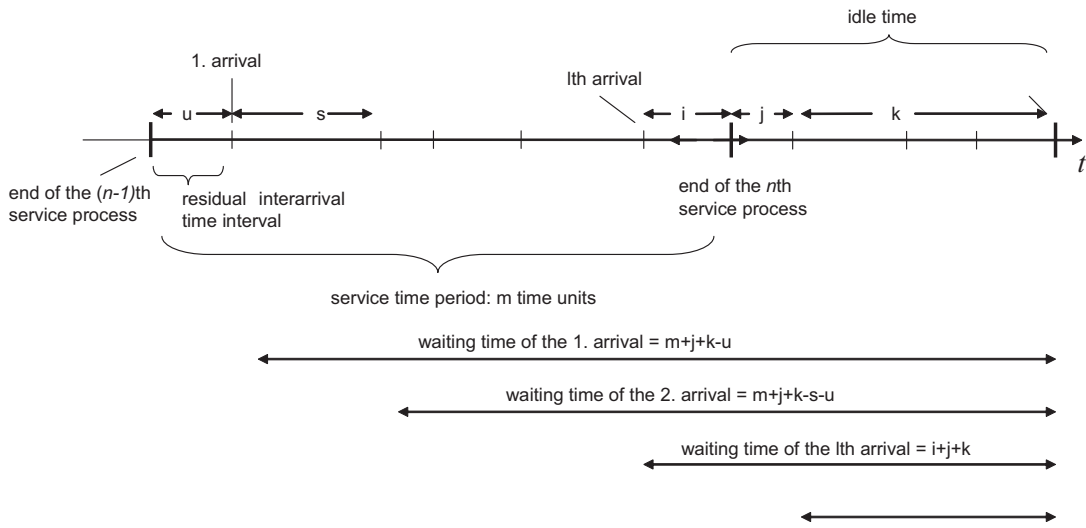 idle time
1. arrival
lth arrival
u
s
i
j
k
t
end of the (n-1)th
service process
residual interarrival
time interval
end of the nth
service process
service time period: m time units
waiting time of the 1. arrival = m+j+k-u
waiting time of the 2. arrival = m+j+k-s-u
waiting time of the lth arrival = i+j+k